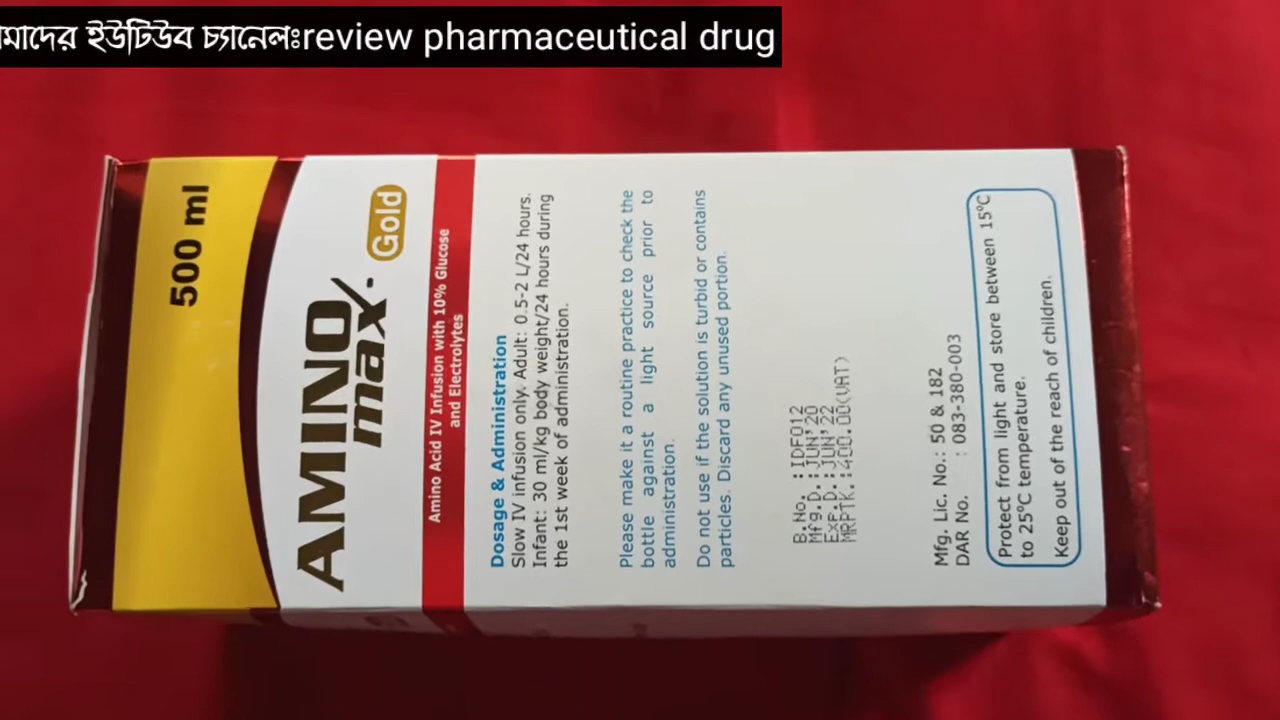 মাদের ইউটিউব চ্যানেলঃreview pharmaceutical drug
500 ml
AMINO
max
Gold
Amino Acid IV Infusion with 10% Glucose
and Electrolytes
Dosage & Administration
Slow IV infusion only. Adult: 0.5-2 L/24 hours.
Infant: 30 ml/kg body weight/24 hours during
the 1st week of administration.
Please make it a routine practice to check the
bottle against a light source prior to
administration.
Do not use if the solution is turbid or contains
particles. Discard any unused portion.
B.No. :IDF012
Mfg.D.:JUN'20
Exp.D.:JUN'22
MRPTK.:400.00(VAT)
Mfg. Lic. No.: 50 & 182
DAR No. : 083-380-003
Protect from light and store between 15°C
to 25°C temperature.
Keep out of the reach of children.